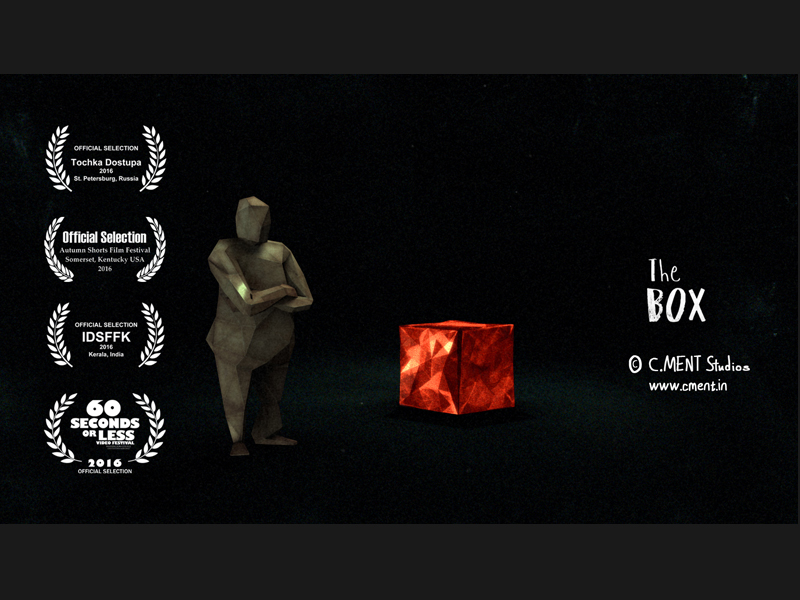 OFFICIAL SELECTION
Tochka Dostupa
2016
St. Petersburg, Russia
Official Selection
Autumn Shorts Film Festival
Somerset, Kentucky USA
2016
OFFICIAL SELECTION
IDSFFK
2016
Kerala, India
60
SECONDS
OR LESS
VIDEO FESTIVAL
2016
OFFICIAL SELECTION
The
BOX
© C.MENT Studios
www.cment.in